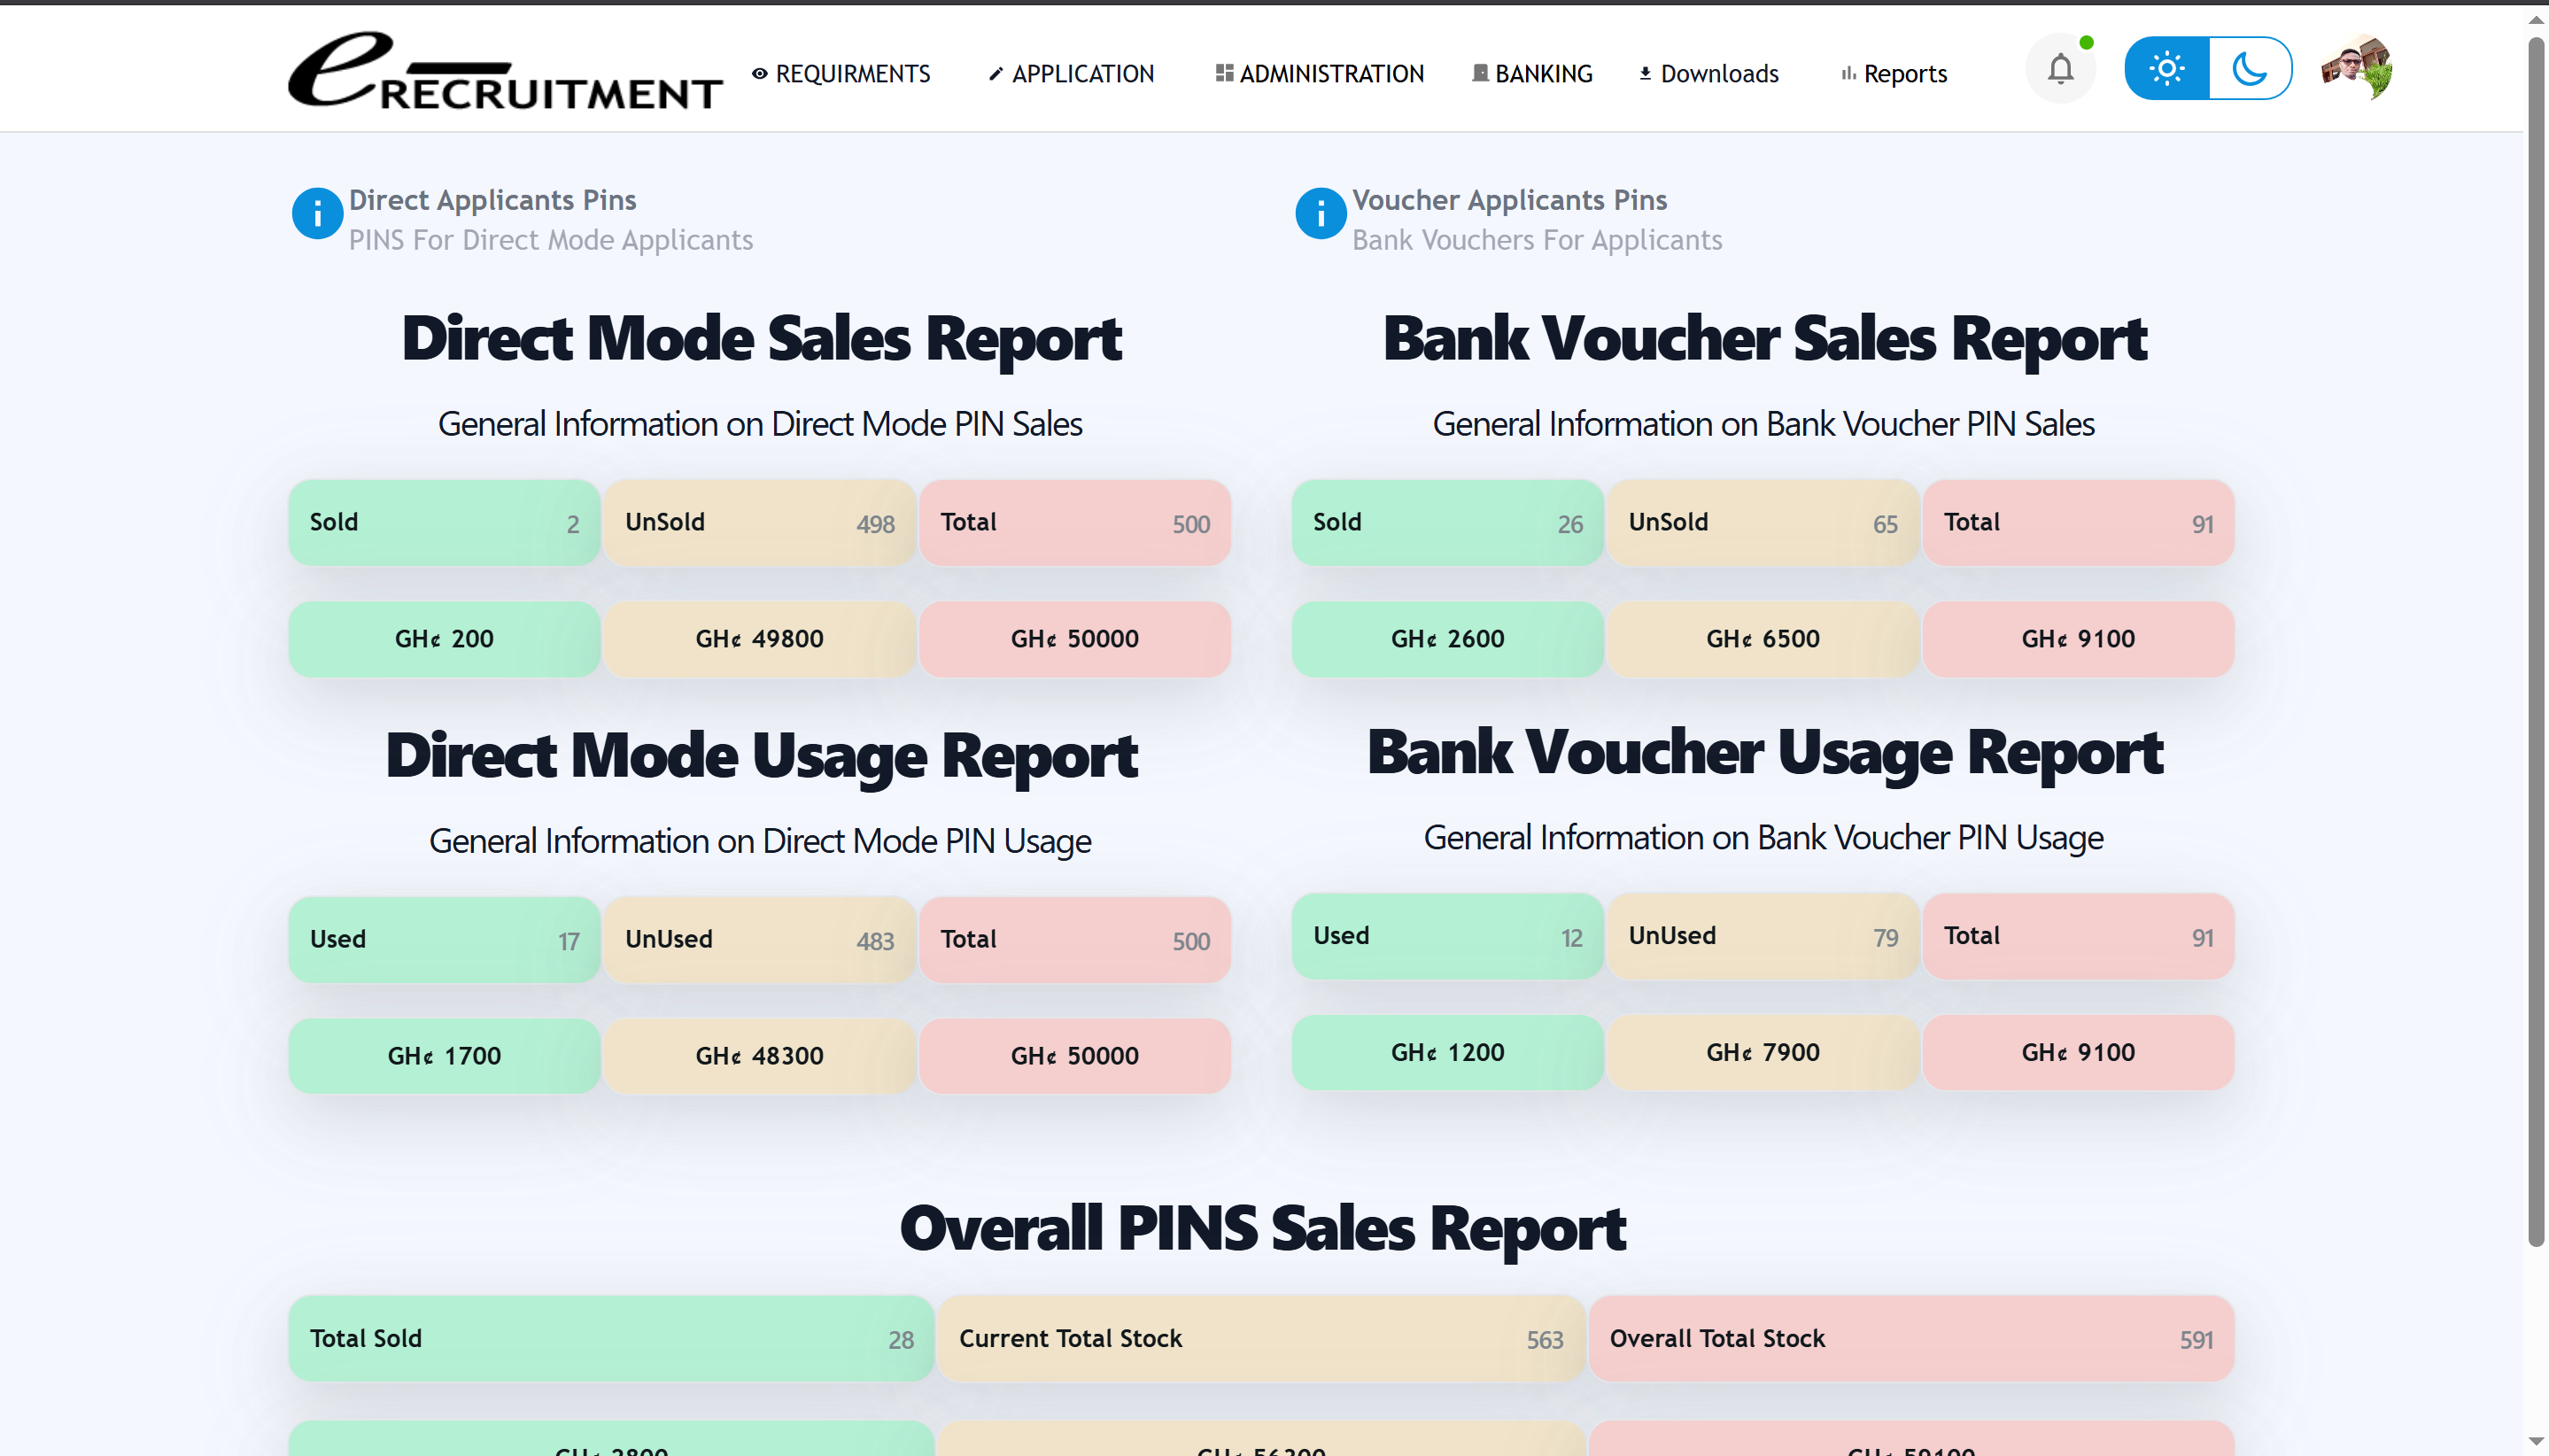 eRECRUITMENT
REQUIRMENTS
APPLICATION
ADMINISTRATION
BANKING
Downloads
Reports
Direct Applicants Pins
PINS For Direct Mode Applicants
Voucher Applicants Pins
Bank Vouchers For Applicants
Direct Mode Sales Report
General Information on Direct Mode PIN Sales
Sold 2
UnSold 498
Total 500
GH¢ 200
GH¢ 49800
GH¢ 50000
Bank Voucher Sales Report
General Information on Bank Voucher PIN Sales
Sold 26
UnSold 65
Total 91
GH¢ 2600
GH¢ 6500
GH¢ 9100
Direct Mode Usage Report
General Information on Direct Mode PIN Usage
Used 17
UnUsed 483
Total 500
GH¢ 1700
GH¢ 48300
GH¢ 50000
Bank Voucher Usage Report
General Information on Bank Voucher PIN Usage
Used 12
UnUsed 79
Total 91
GH¢ 1200
GH¢ 7900
GH¢ 9100
Overall PINS Sales Report
Total Sold 28
Current Total Stock 563
Overall Total Stock 591
GH¢ 2800
GH¢ 56300
GH¢ 59100